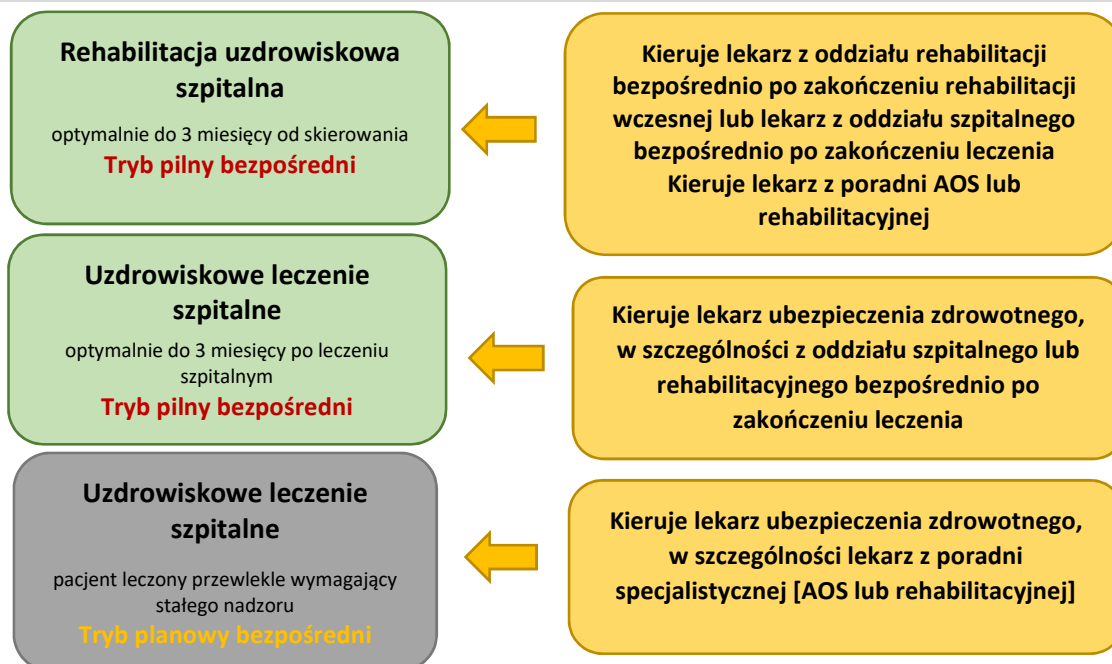 Rehabilitacja uzdrowiskowa
szpitalna
optymalnie do 3 miesięcy od skierowania
Tryb pilny bezpośredni
Kieruje lekarz z oddziału rehabilitacji
bezpośrednio po zakończeniu rehabilitacji
wczesnej lub lekarz z oddziału szpitalnego
bezpośrednio po zakończeniu leczenia
Kieruje lekarz z poradni AOS lub
rehabilitacyjnej
Uzdrowiskowe leczenie
szpitalne
optymalnie do 3 miesięcy po leczeniu
szpitalnym
Tryb pilny bezpośredni
Kieruje lekarz ubezpieczenia zdrowotnego,
w szczególności z oddziału szpitalnego lub
rehabilitacyjnego bezpośrednio po
zakończeniu leczenia
Uzdrowiskowe leczenie
szpitalne
pacjent leczony przewlekle wymagający
stałego nadzoru
Tryb planowy bezpośredni
Kieruje lekarz ubezpieczenia zdrowotnego,
w szczególności lekarz z poradni
specjalistycznej [AOS lub rehabilitacyjnej]